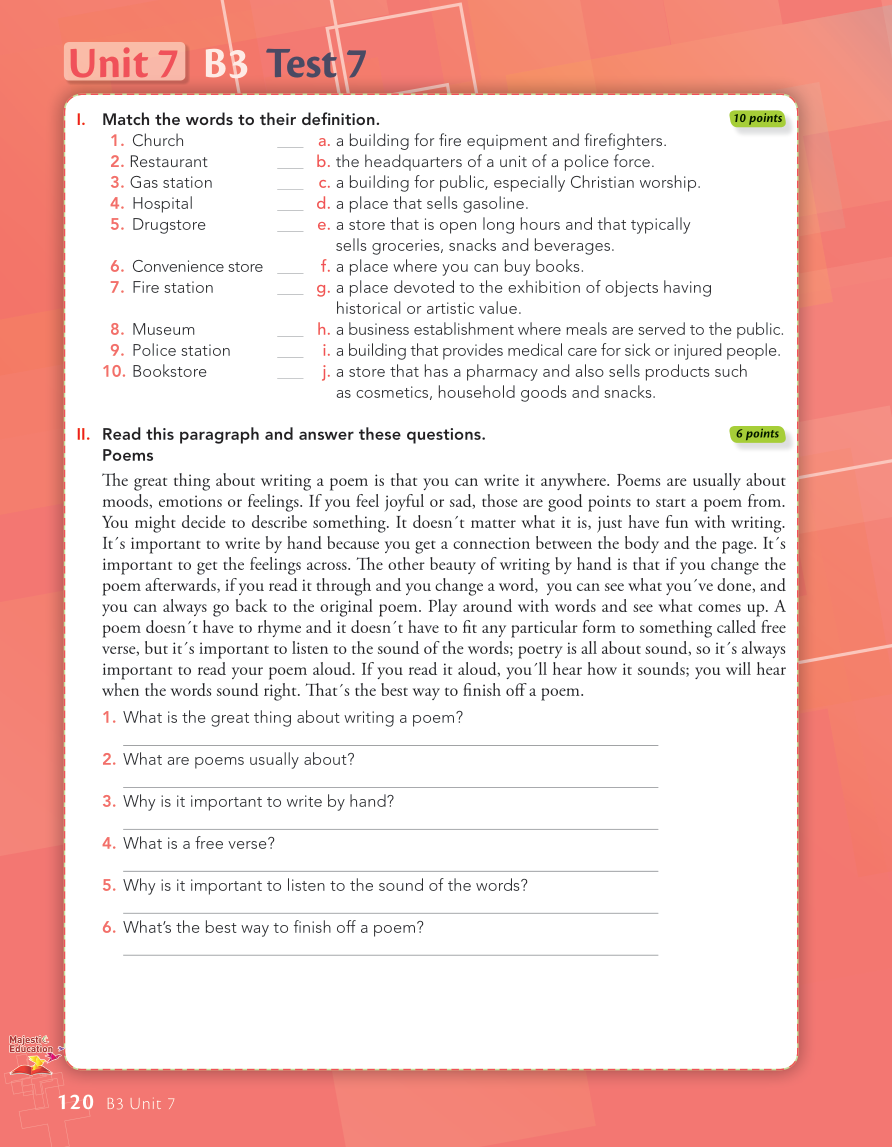 Unit 7 B3 Test 7
I. Match the words to their definition. 10 points
1. Church ___ a. a building for fire equipment and firefighters.
2. Restaurant ___ b. the headquarters of a unit of a police force.
3. Gas station ___ c. a building for public, especially Christian worship.
4. Hospital ___ d. a place that sells gasoline.
5. Drugstore ___ e. a store that is open long hours and that typically
sells groceries, snacks and beverages.
6. Convenience store ___ f. a place where you can buy books.
7. Fire station ___ g. a place devoted to the exhibition of objects having
historical or artistic value.
8. Museum ___ h. a business establishment where meals are served to the public.
9. Police station ___ i. a building that provides medical care for sick or injured people.
10. Bookstore ___ j. a store that has a pharmacy and also sells products such
as cosmetics, household goods and snacks.
II. Read this paragraph and answer these questions. 6 points
Poems
The great thing about writing a poem is that you can write it anywhere. Poems are usually about
moods, emotions or feelings. If you feel joyful or sad, those are good points to start a poem from.
You might decide to describe something. It doesn´t matter what it is, just have fun with writing.
It´s important to write by hand because you get a connection between the body and the page. It´s
important to get the feelings across. The other beauty of writing by hand is that if you change the
poem afterwards, if you read it through and you change a word, you can see what you´ve done, and
you can always go back to the original poem. Play around with words and see what comes up. A
poem doesn´t have to rhyme and it doesn´t have to fit any particular form to something called free
verse, but it´s important to listen to the sound of the words; poetry is all about sound, so it´s always
important to read your poem aloud. If you read it aloud, you´ll hear how it sounds; you will hear
when the words sound right. That´s the best way to finish off a poem.
1. What is the great thing about writing a poem?
2. What are poems usually about?
3. Why is it important to write by hand?
4. What is a free verse?
5. Why is it important to listen to the sound of the words?
6. What’s the best way to finish off a poem?
Majestic
Education
120 B3 Unit 7